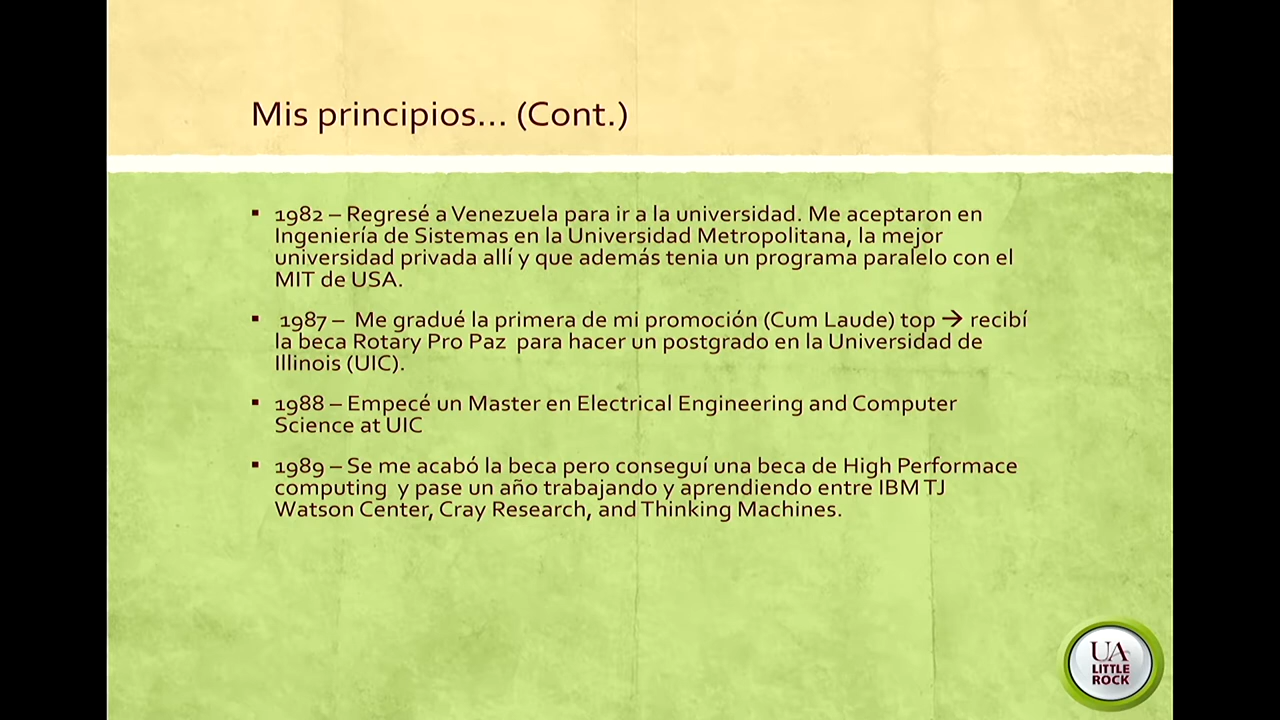 Mis principios... (Cont.)
▪ 1982 – Regresé a Venezuela para ir a la universidad. Me aceptaron en
Ingeniería de Sistemas en la Universidad Metropolitana, la mejor
universidad privada allí y que además tenia un programa paralelo con el
MIT de USA.
▪ 1987 – Me gradué la primera de mi promoción (Cum Laude) top → recibí
la beca Rotary Pro Paz para hacer un postgrado en la Universidad de
Illinois (UIC).
▪ 1988 – Empecé un Master en Electrical Engineering and Computer
Science at UIC
▪ 1989 – Se me acabó la beca pero conseguí una beca de High Performace
computing y pase un año trabajando y aprendiendo entre IBM TJ
Watson Center, Cray Research, and Thinking Machines.
UA
LITTLE
ROCK